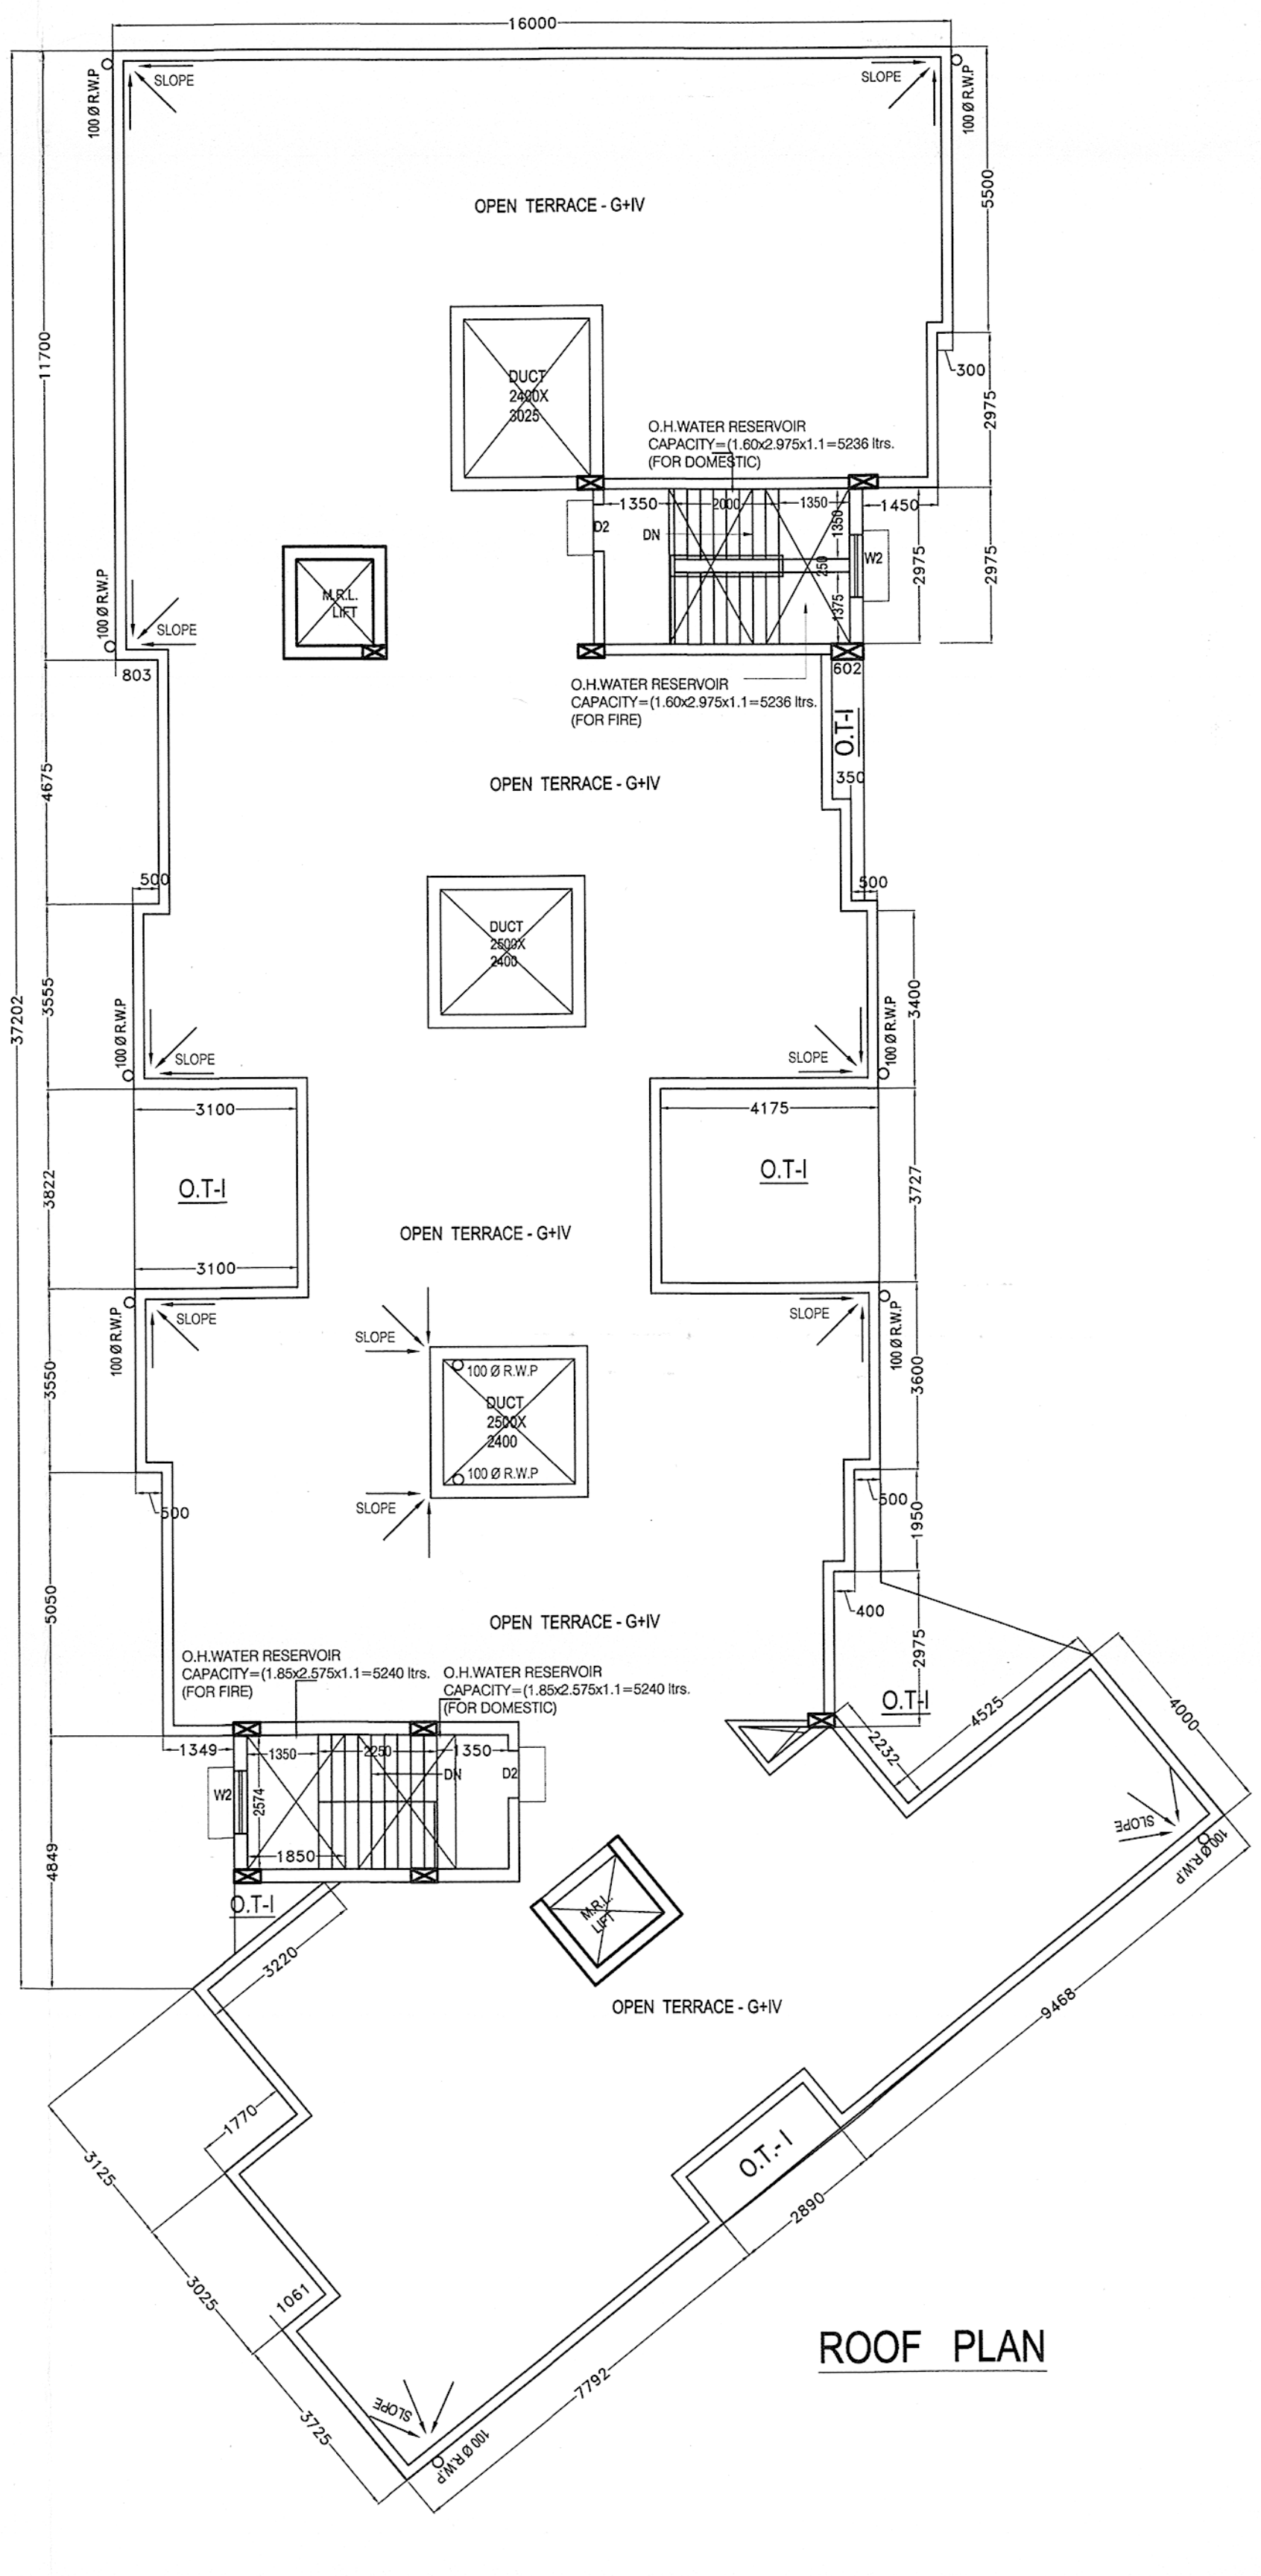 16000
SLOPE
SLOPE
100 Ø R.W.P
100 Ø R.W.P
5500
OPEN TERRACE - G+IV
11700
300
DUCT
2400X
3025
2975
O.H.WATER RESERVOIR
CAPACITY=(1.60x2.975x1.1=5236 ltrs.
(FOR DOMESTIC)
1350
2000
1350
1450
D2
DN
1350
250
1375
W2
2975
2975
M.R.L.
LIFT
100 Ø R.W.P
SLOPE
803
602
O.H.WATER RESERVOIR
CAPACITY=(1.60x2.975x1.1=5236 ltrs.
(FOR FIRE)
O.T-I
350
4675
OPEN TERRACE - G+IV
500
500
DUCT
2500X
2400
37202
3555
3400
100 Ø R.W.P
SLOPE
SLOPE
100 Ø R.W.P
3100
4175
3822
O.T-I
O.T-I
3727
OPEN TERRACE - G+IV
3100
100 Ø R.W.P
SLOPE
SLOPE
SLOPE
100 Ø R.W.P
3550
100 Ø R.W.P
DUCT
2500X
2400
100 Ø R.W.P
3600
500
SLOPE
500
1950
5050
OPEN TERRACE - G+IV
400
2975
O.H.WATER RESERVOIR
CAPACITY=(1.85x2.575x1.1=5240 ltrs.
(FOR FIRE)
O.H.WATER RESERVOIR
CAPACITY=(1.85x2.575x1.1=5240 ltrs.
(FOR DOMESTIC)
O.T-I
4525
4000
2232
1349
1350
2250
1350
W2
2574
DN
D2
1850
SLOPE
100 Ø R.W.P
4849
O.T-I
M.R.L.
LIFT
3220
OPEN TERRACE - G+IV
9468
1770
3125
O.T.-I
2890
3025
1061
ROOF PLAN
7792
3725
SLOPE
100 Ø R.W.P